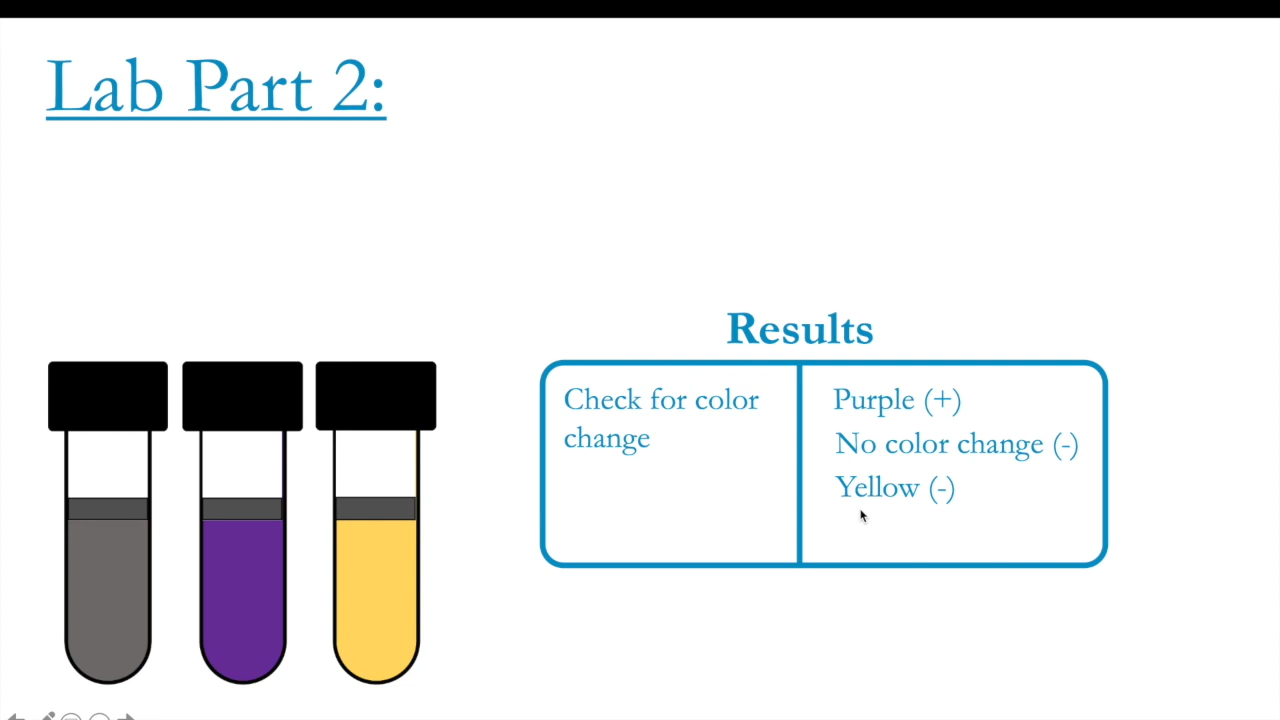 Lab Part 2:
Results
Check for color
change
Purple (+)
No color change (-)
Yellow (-)